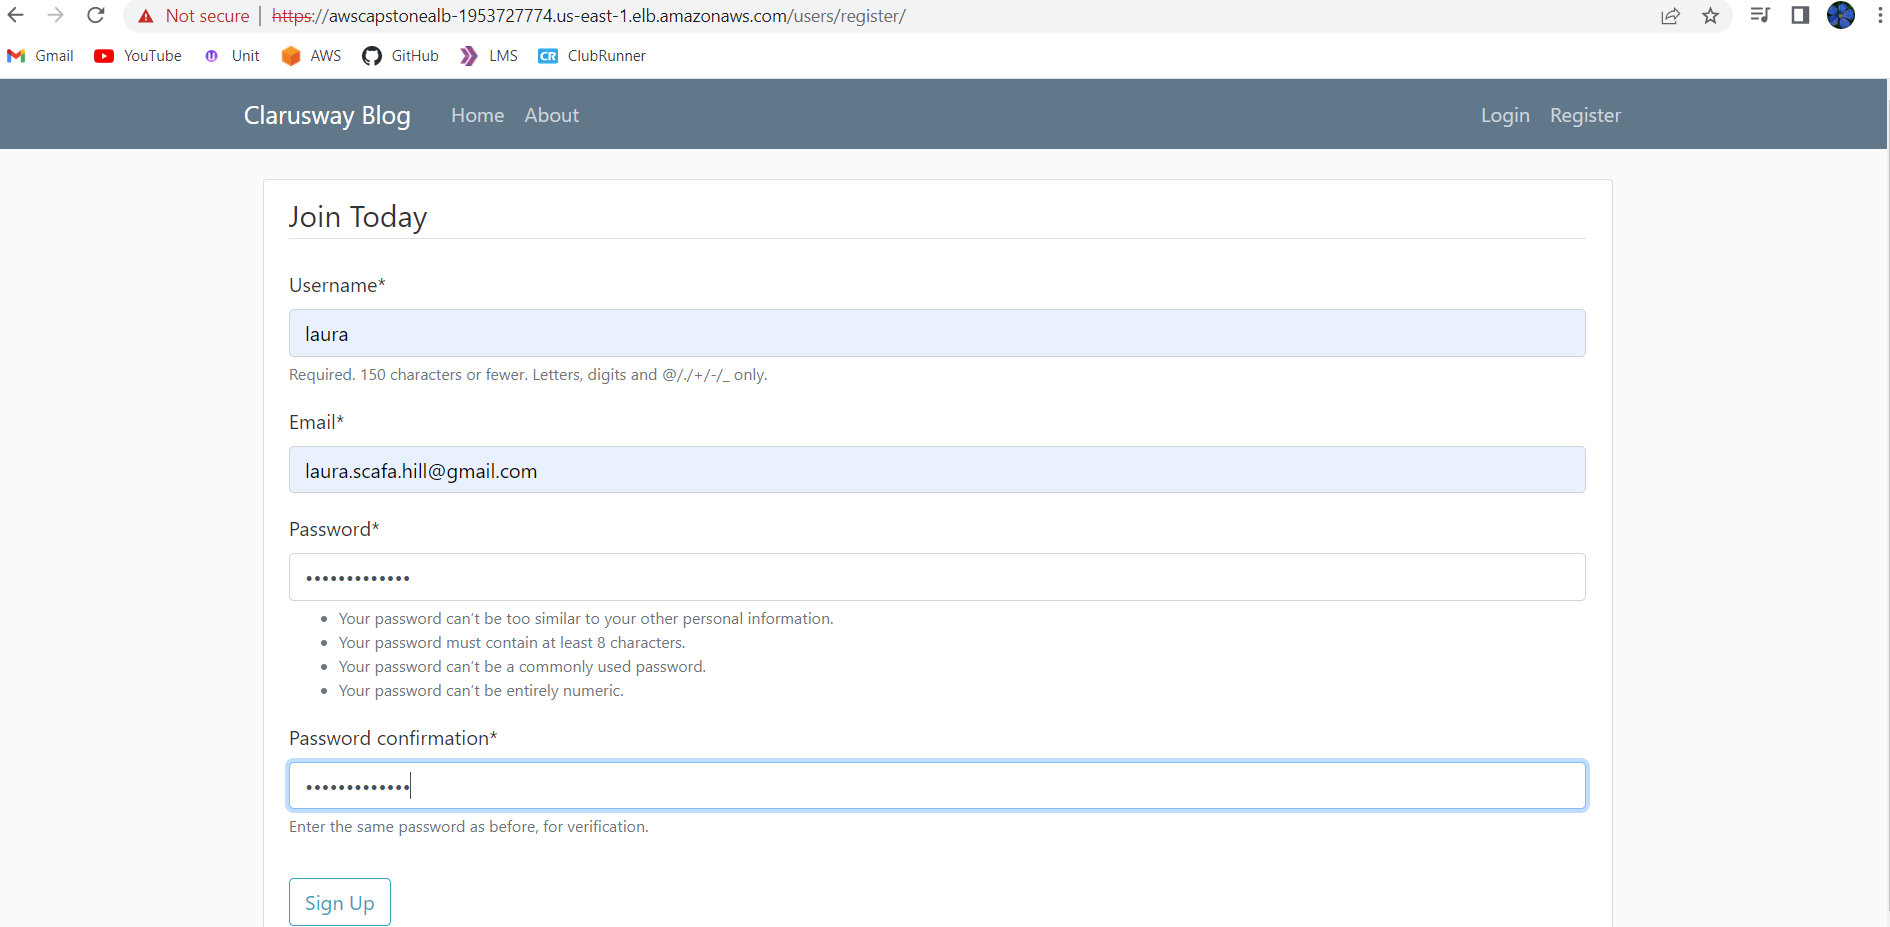 Not secure | https://awscapstonealb-1953727774.us-east-1.elb.amazonaws.com/users/register/
Gmail YouTube Unit AWS GitHub LMS CR ClubRunner
Clarusway Blog Home About Login Register
Join Today
Username*
laura
Required. 150 characters or fewer. Letters, digits and @/./+/-/_ only.
Email*
laura.scafa.hill@gmail.com
Password*
•••••••••••••
• Your password can't be too similar to your other personal information.
• Your password must contain at least 8 characters.
• Your password can't be a commonly used password.
• Your password can't be entirely numeric.
Password confirmation*
•••••••••••••
Enter the same password as before, for verification.
Sign Up